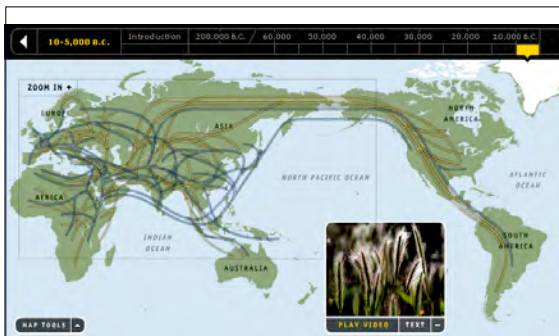 10-5,000 B.C.
Introduction 200,000 B.C. / 60,000 50,000 40,000 30,000 20,000 10,000 B.C.
ZOOM IN +
EUROPE
ASIA
NORTH
AMERICA
NORTH PACIFIC OCEAN
ATLANTIC
OCEAN
AFRICA
INDIAN
OCEAN
SOUTH
AMERICA
AUSTRALIA
MAP TOOLS
PLAY VIDEO TEXT –